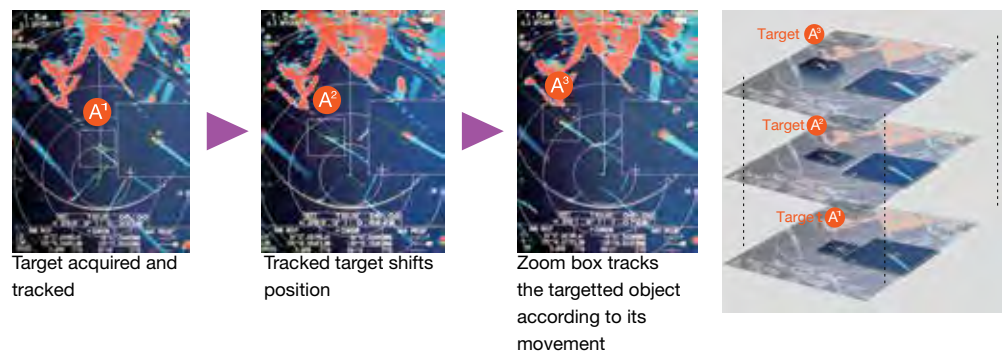 A¹
A²
A³
Target A³
Target A²
Target A¹
Target acquired and
tracked
Tracked target shifts
position
Zoom box tracks
the targetted object
according to its
movement